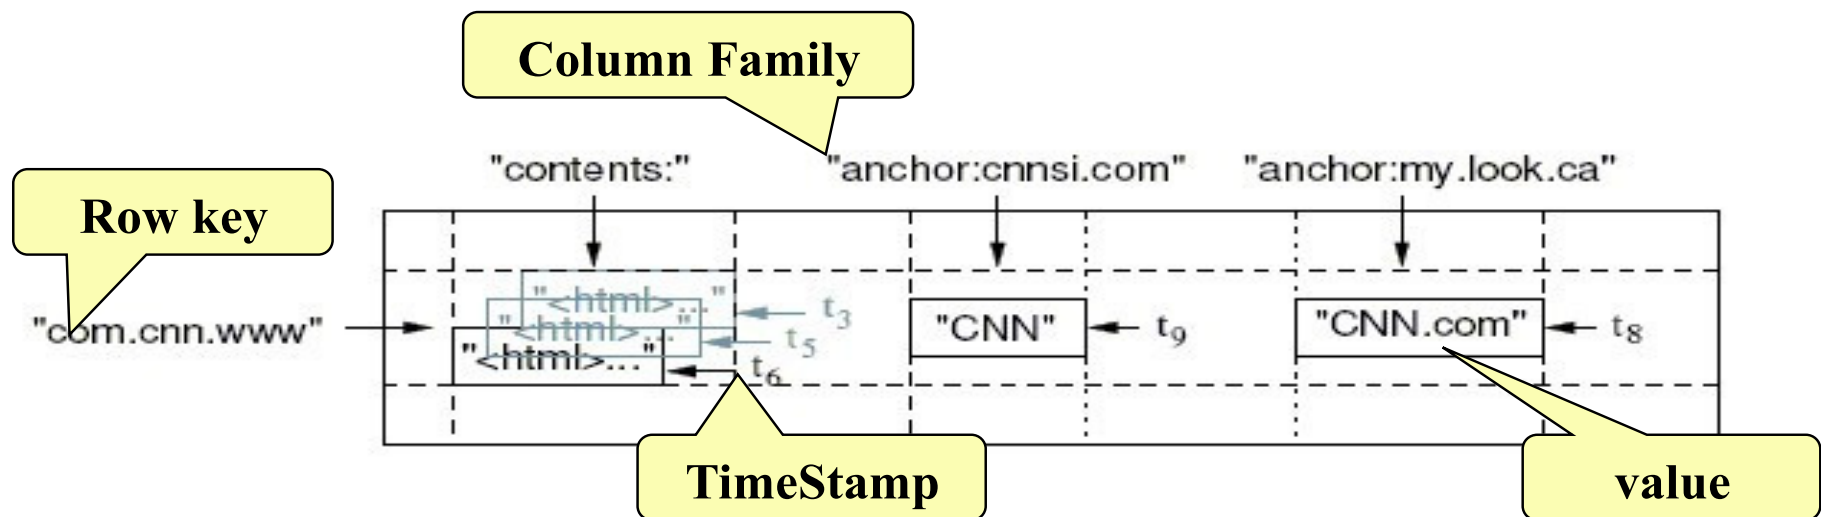 Column Family
"contents:" "anchor:cnnsi.com" "anchor:my.look.ca"
Row key
"<html>..." t3
"com.cnn.www" "<html>..." t5 "CNN" t9 "CNN.com" t8
"<html>..." t6
TimeStamp value